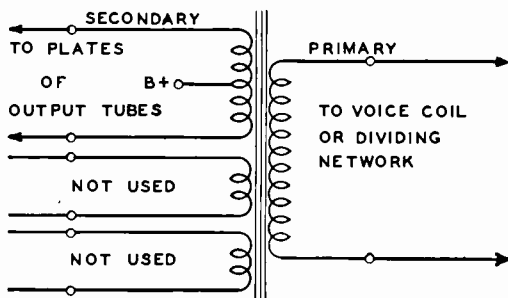 SECONDARY
TO PLATES
OF
B+
OUTPUT TUBES
NOT USED
NOT USED
PRIMARY
TO VOICE COIL
OR DIVIDING
NETWORK